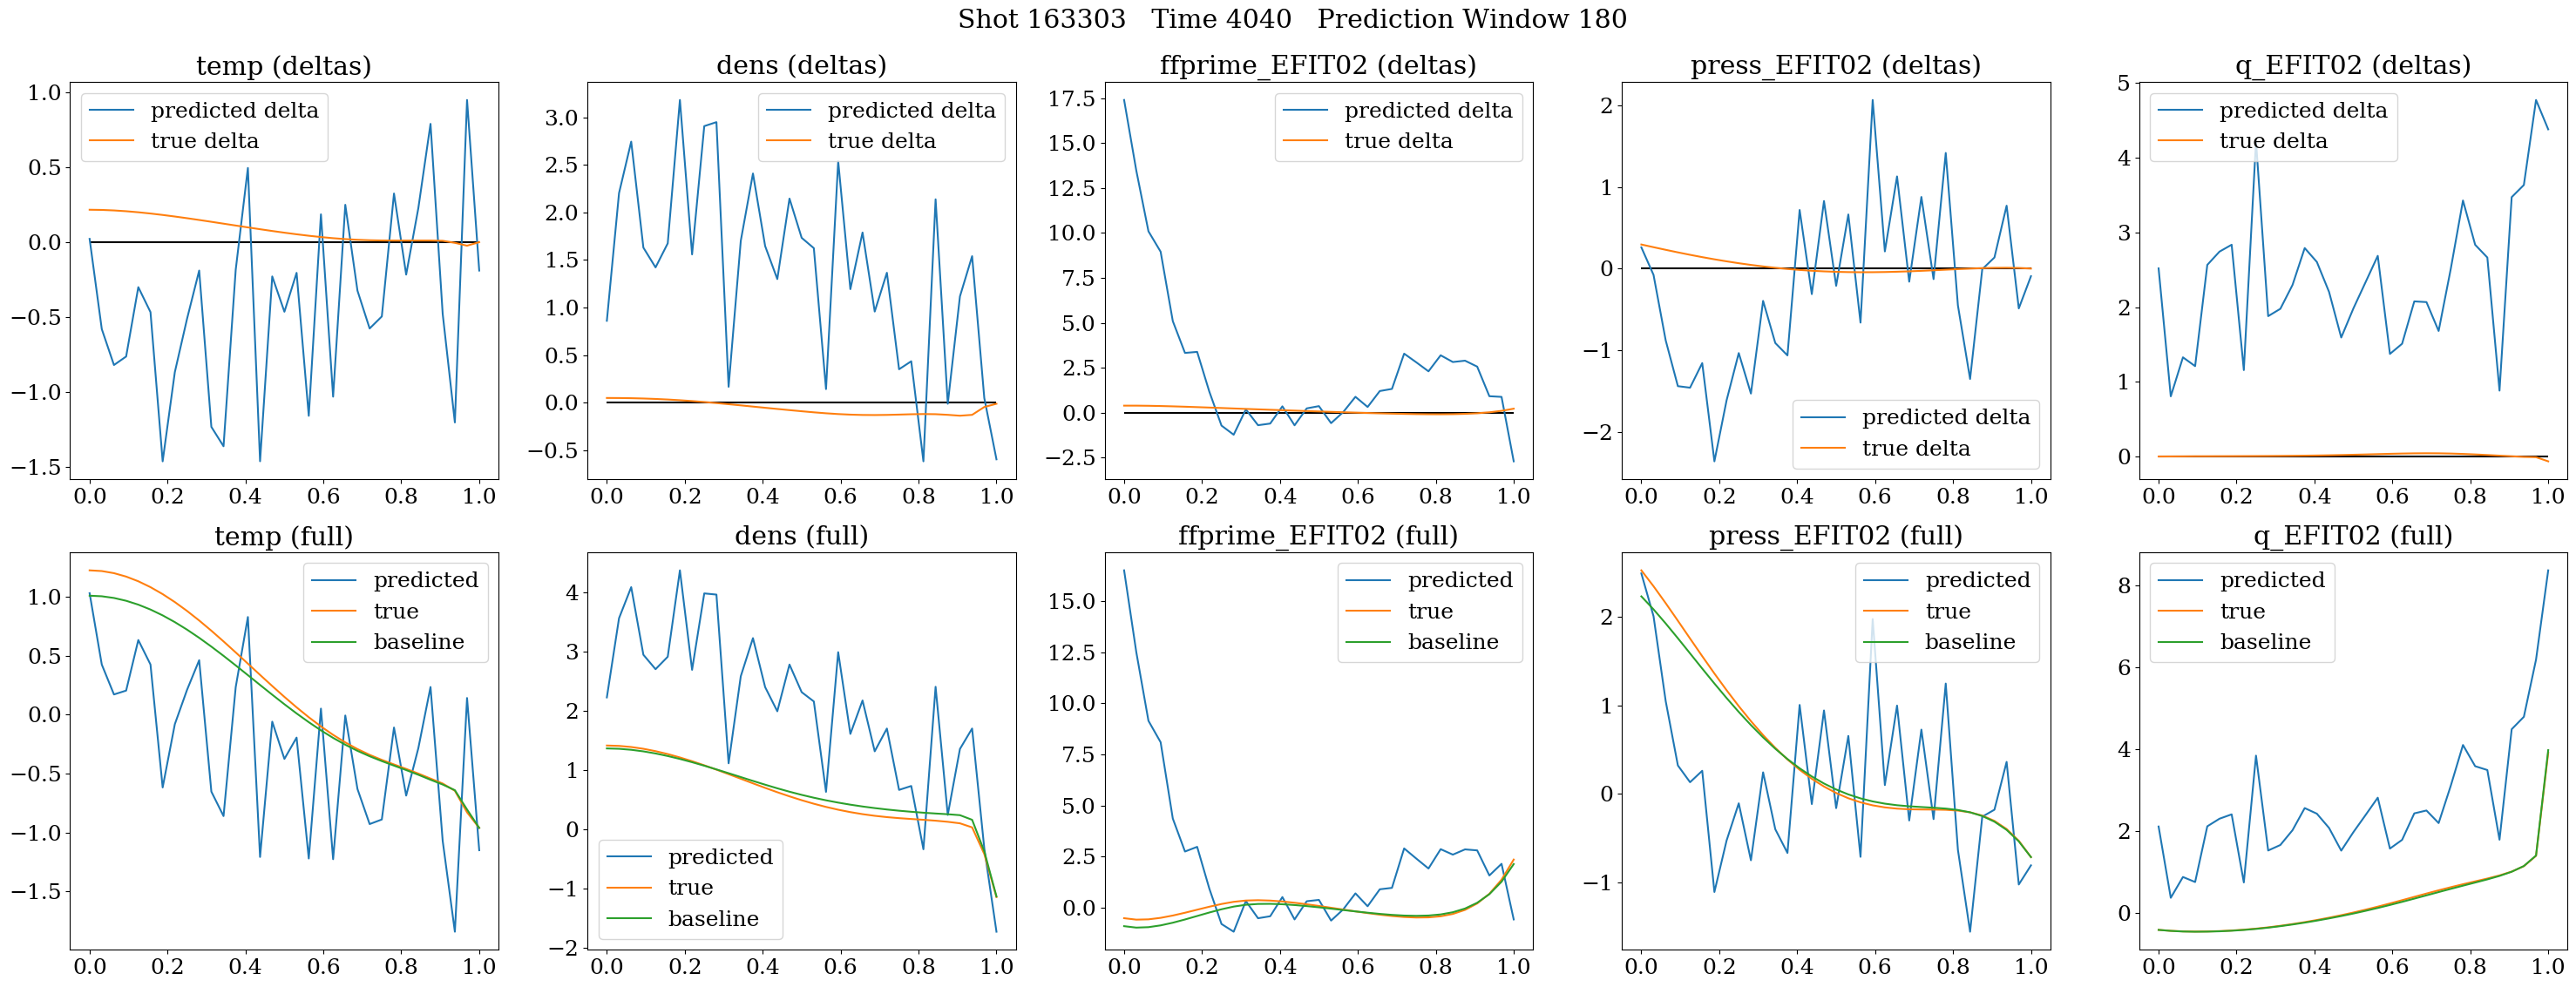 Shot 163303   Time 4040   Prediction Window 180
temp (deltas)
1.0
0.5
0.0
−0.5
−1.0
−1.5
predicted delta
true delta
0.0 0.2 0.4 0.6 0.8 1.0
dens (deltas)
3.0
2.5
2.0
1.5
1.0
0.5
0.0
−0.5
predicted delta
true delta
0.0 0.2 0.4 0.6 0.8 1.0
ffprime_EFIT02 (deltas)
17.5
15.0
12.5
10.0
7.5
5.0
2.5
0.0
−2.5
predicted delta
true delta
0.0 0.2 0.4 0.6 0.8 1.0
press_EFIT02 (deltas)
2
1
0
−1
−2
predicted delta
true delta
0.0 0.2 0.4 0.6 0.8 1.0
q_EFIT02 (deltas)
5
4
3
2
1
0
predicted delta
true delta
0.0 0.2 0.4 0.6 0.8 1.0
temp (full)
1.0
0.5
0.0
−0.5
−1.0
−1.5
predicted
true
baseline
0.0 0.2 0.4 0.6 0.8 1.0
dens (full)
4
3
2
1
0
−1
−2
predicted
true
baseline
0.0 0.2 0.4 0.6 0.8 1.0
ffprime_EFIT02 (full)
15.0
12.5
10.0
7.5
5.0
2.5
0.0
predicted
true
baseline
0.0 0.2 0.4 0.6 0.8 1.0
press_EFIT02 (full)
2
1
0
−1
predicted
true
baseline
0.0 0.2 0.4 0.6 0.8 1.0
q_EFIT02 (full)
8
6
4
2
0
predicted
true
baseline
0.0 0.2 0.4 0.6 0.8 1.0